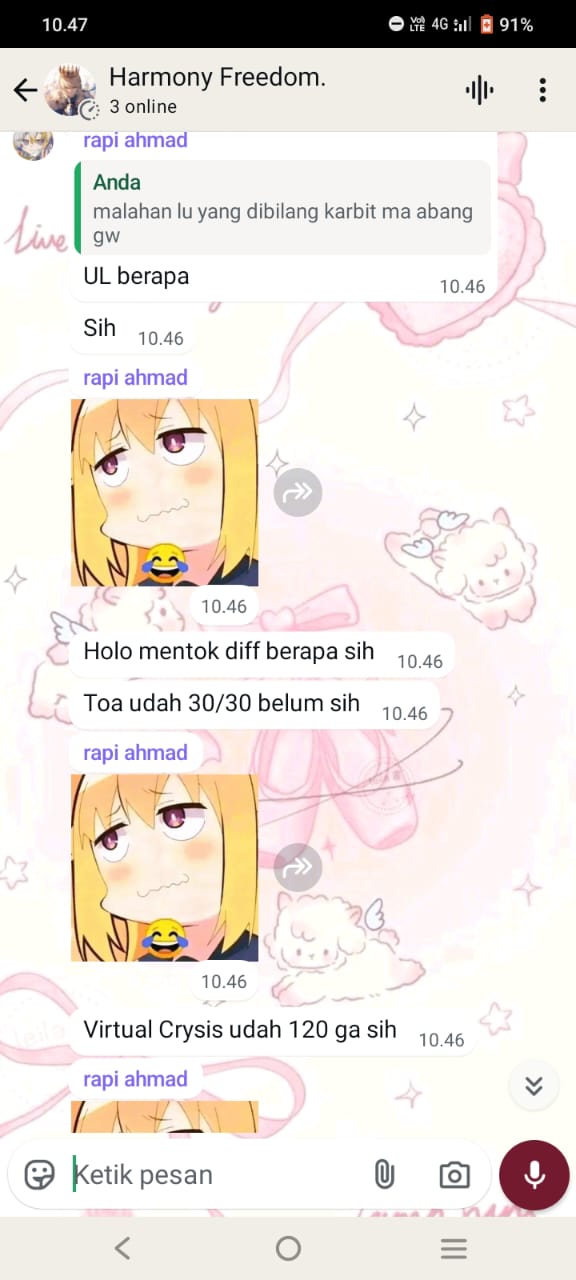 10.47
Vo)
LTE
4G
91%
Harmony Freedom.
3 online
rapi ahmad
Anda
malahan lu yang dibilang karbit ma abang
gw
Live
UL berapa
10.46
Sih
10.46
rapi ahmad
10.46
Holo mentok diff berapa sih
10.46
Toa udah 30/30 belum sih
10.46
rapi ahmad
10.46
Virtual Crysis udah 120 ga sih
10.46
rapi ahmad
Ketik pesan